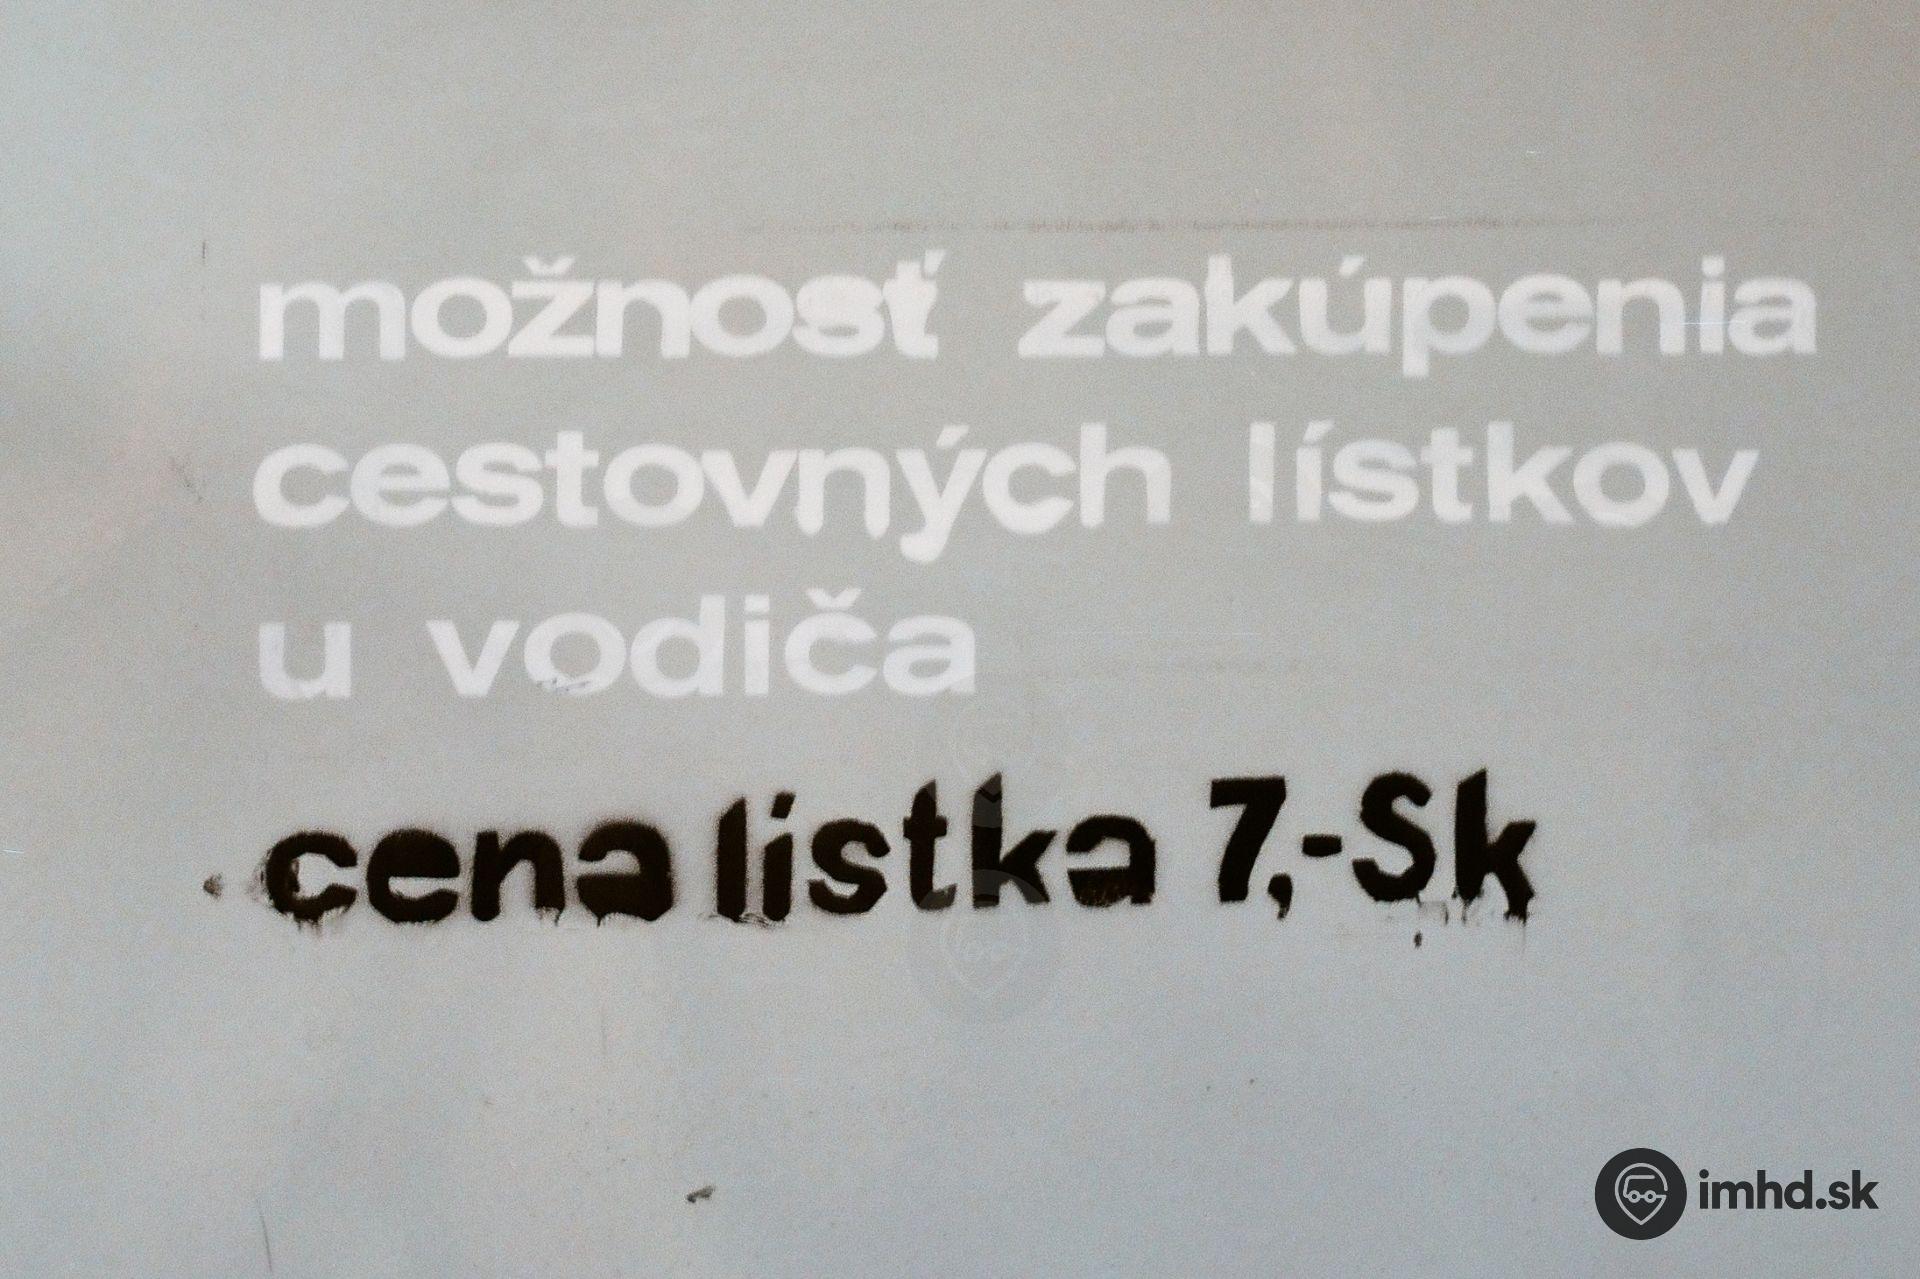 možnosť zakúpenia
cestovných lístkov
u vodiča
cena lístka 7,-Sk
imhd.sk